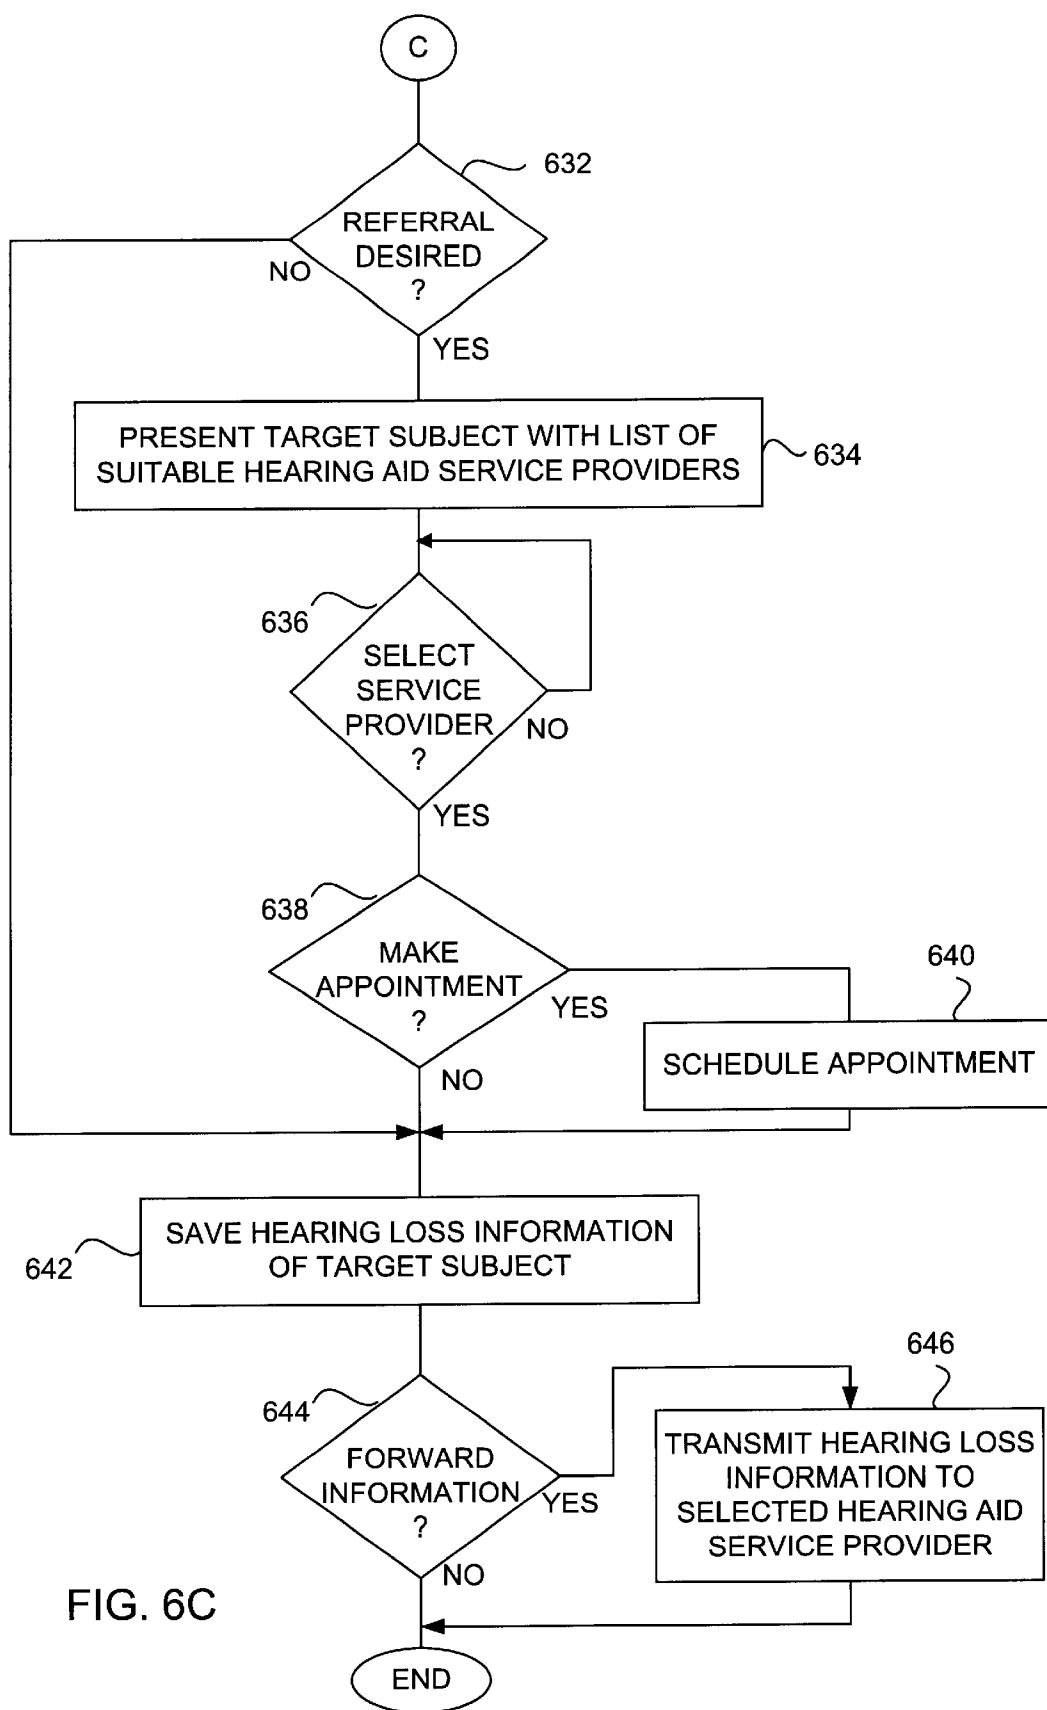 C
632
REFERRAL
DESIRED
?
NO
YES
PRESENT TARGET SUBJECT WITH LIST OF
SUITABLE HEARING AID SERVICE PROVIDERS
634
636
SELECT
SERVICE
PROVIDER
?
NO
YES
638
MAKE
APPOINTMENT
?
YES
NO
640
SCHEDULE APPOINTMENT
SAVE HEARING LOSS INFORMATION
OF TARGET SUBJECT
642
644
FORWARD
INFORMATION
?
YES
NO
646
TRANSMIT HEARING LOSS
INFORMATION TO
SELECTED HEARING AID
SERVICE PROVIDER
FIG. 6C
END